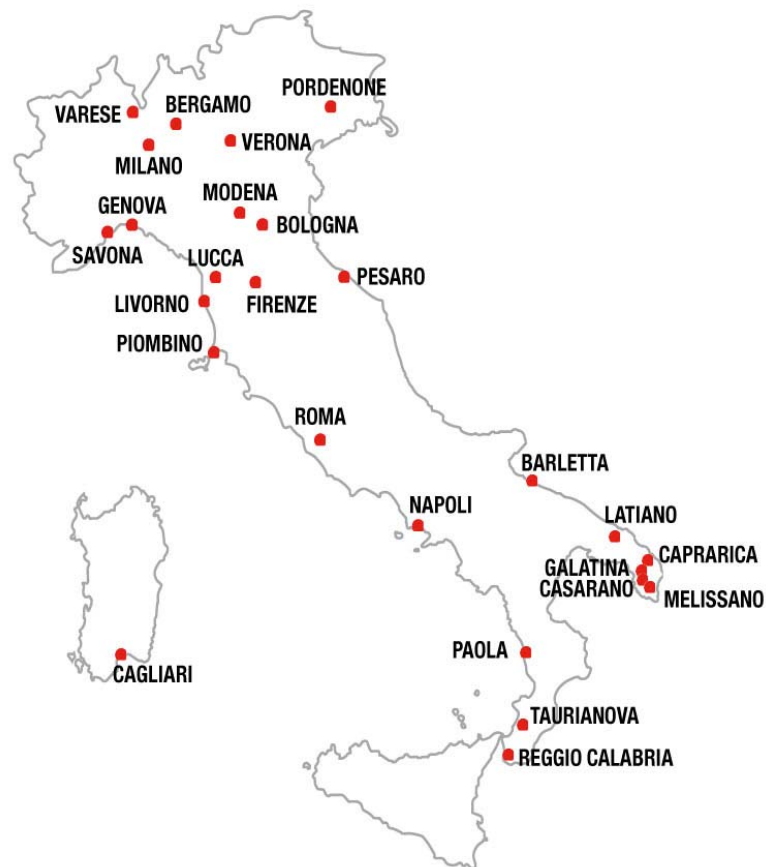 PORDENONE
BERGAMO
VARESE
VERONA
MILANO
MODENA
GENOVA
BOLOGNA
SAVONA
LUCCA
PESARO
LIVORNO
FIRENZE
PIOMBINO
ROMA
BARLETTA
NAPOLI
LATIANO
CAPRARICA
GALATINA
CASARANO
MELISSANO
PAOLA
CAGLIARI
TAURIANOVA
REGGIO CALABRIA